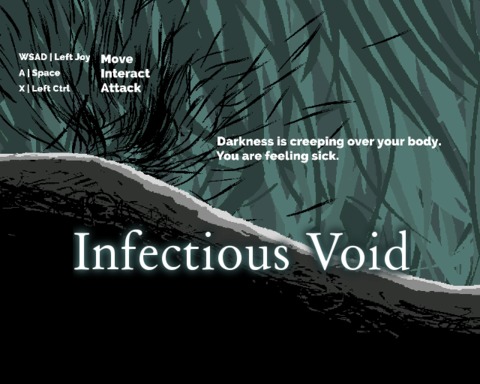 WSAD | Left Joy Move
A | Space Interact
X | Left Ctrl Attack
Darkness is creeping over your body.
You are feeling sick.
Infectious Void